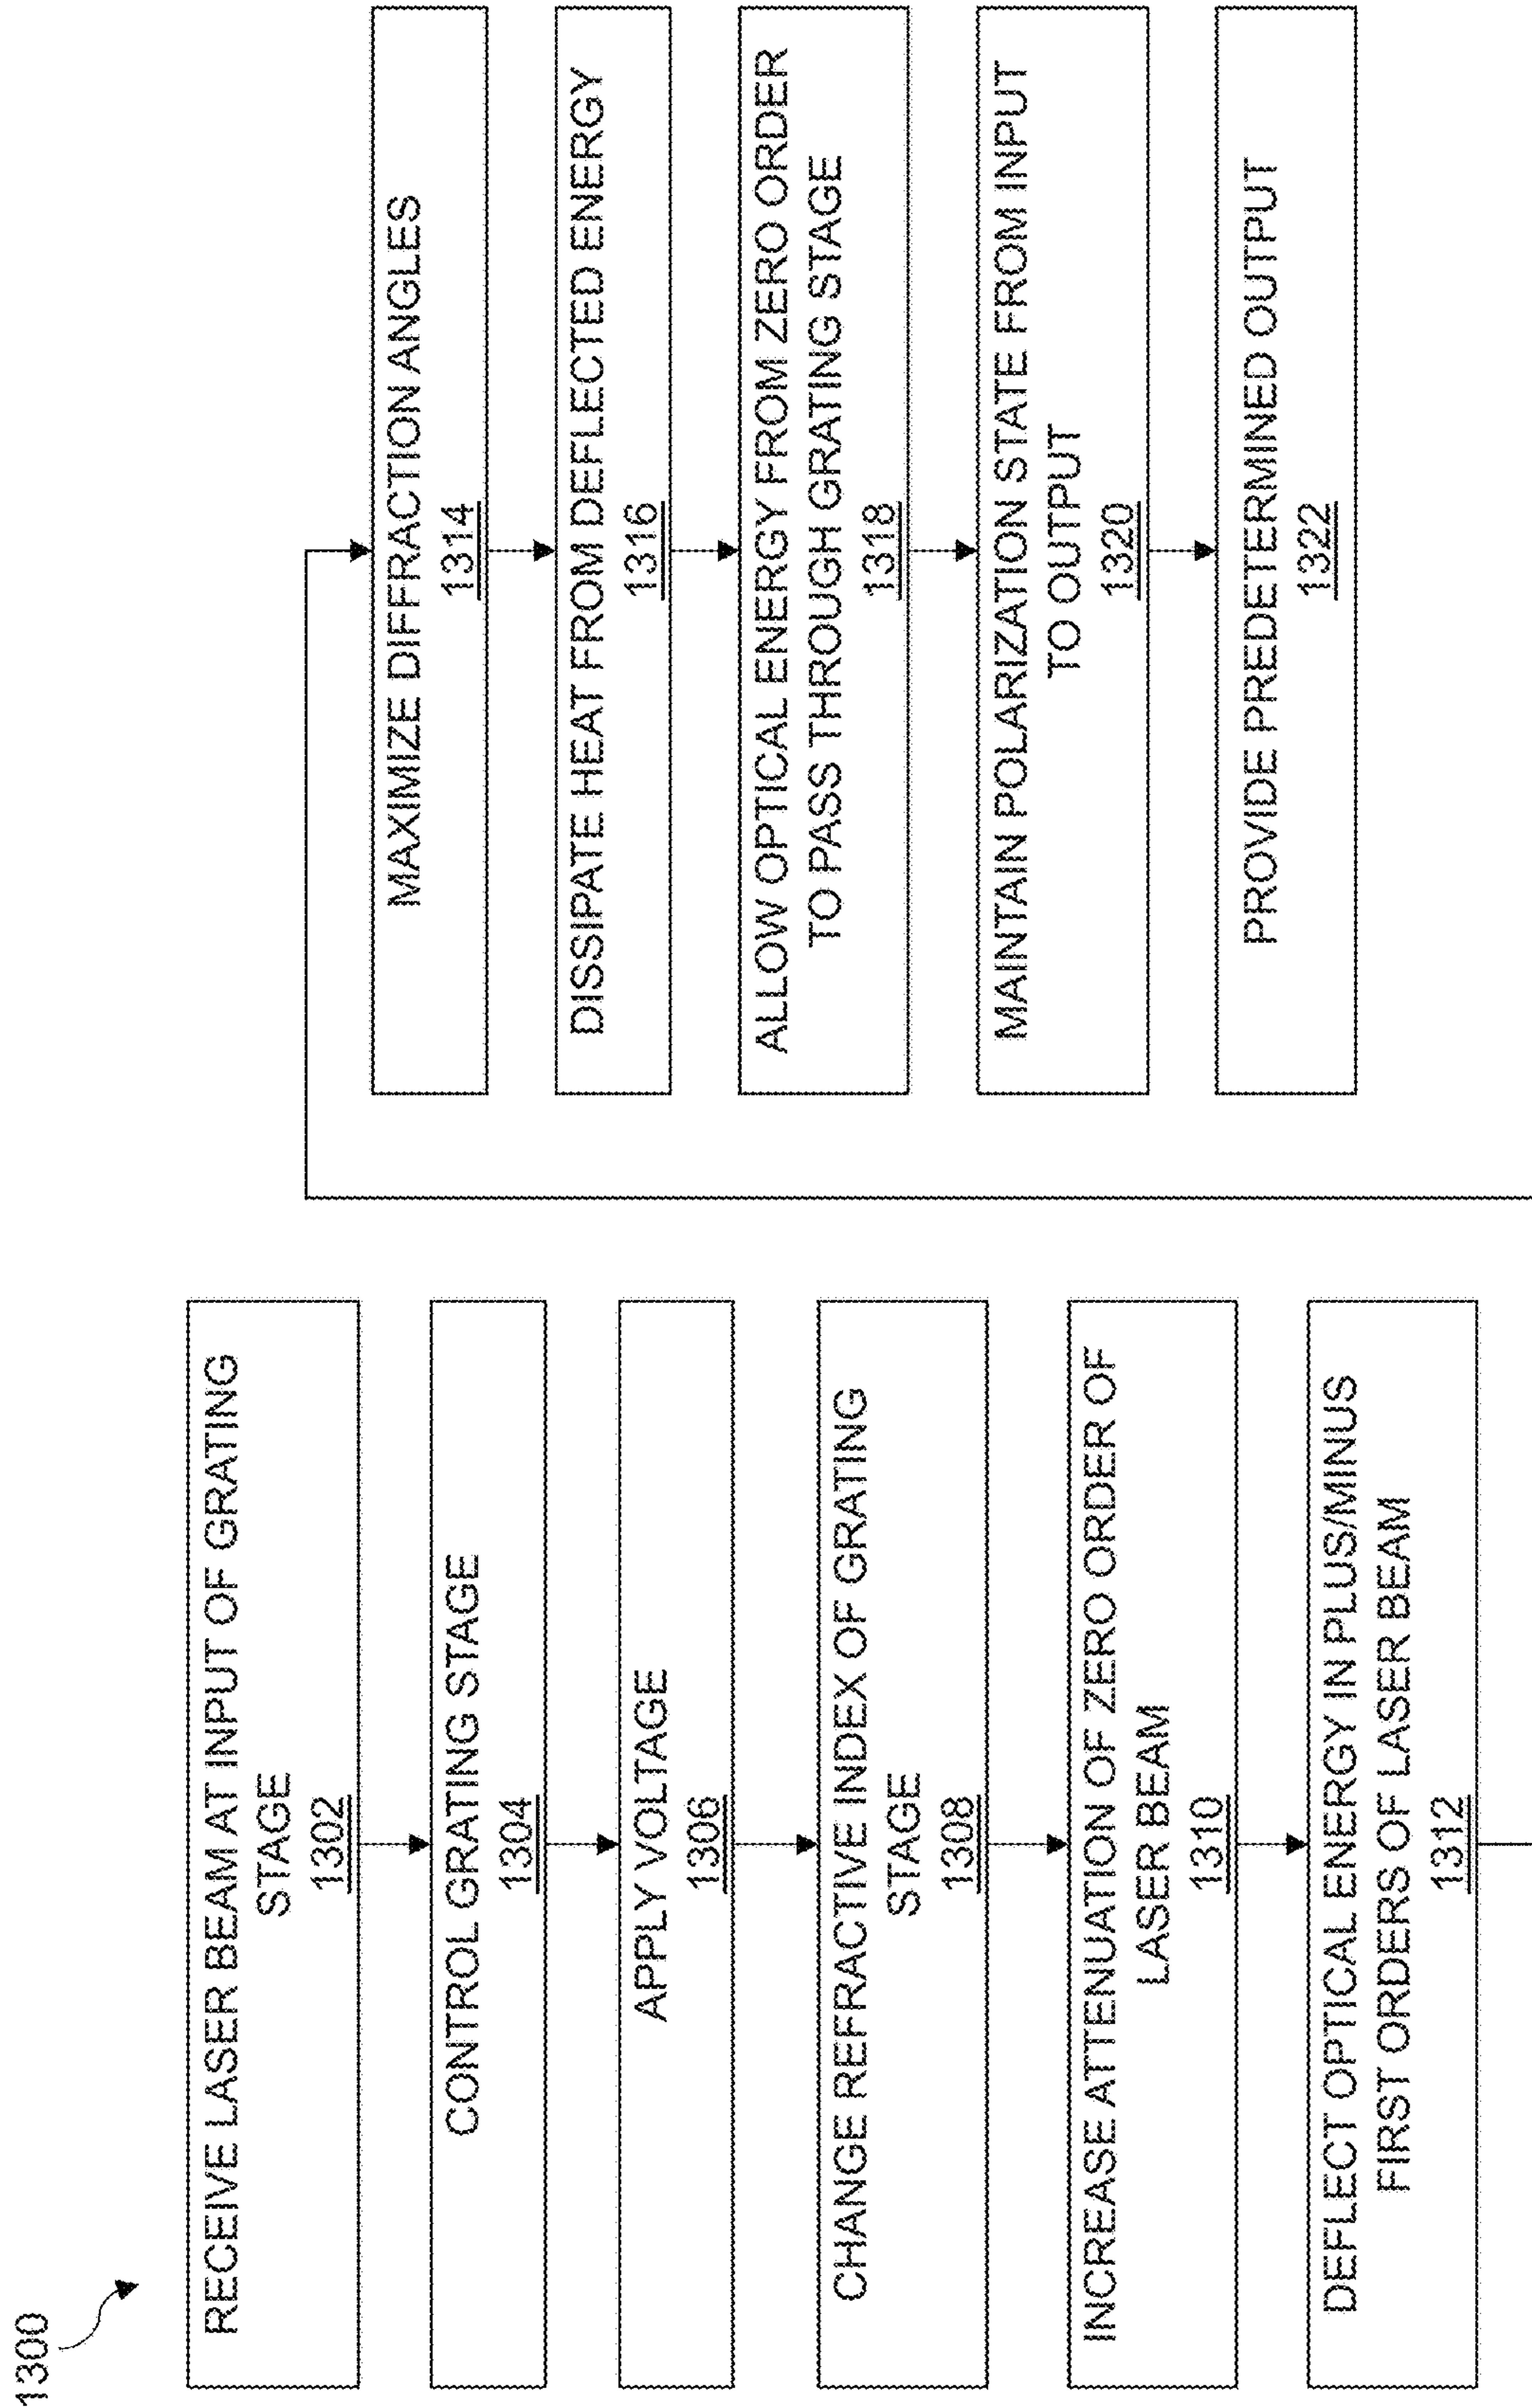 1300
RECEIVE LASER BEAM AT INPUT OF GRATING
STAGE
1302
CONTROL GRATING STAGE
1304
APPLY VOLTAGE
1306
CHANGE REFRACTIVE INDEX OF GRATING
STAGE
1308
INCREASE ATTENUATION OF ZERO ORDER OF
LASER BEAM
1310
DEFLECT OPTICAL ENERGY IN PLUS/MINUS
FIRST ORDERS OF LASER BEAM
1312
MAXIMIZE DIFFRACTION ANGLES
1314
DISSIPATE HEAT FROM DEFLECTED ENERGY
1316
ALLOW OPTICAL ENERGY FROM ZERO ORDER
TO PASS THROUGH GRATING STAGE
1318
MAINTAIN POLARIZATION STATE FROM INPUT
TO OUTPUT
1320
PROVIDE PREDETERMINED OUTPUT
1322